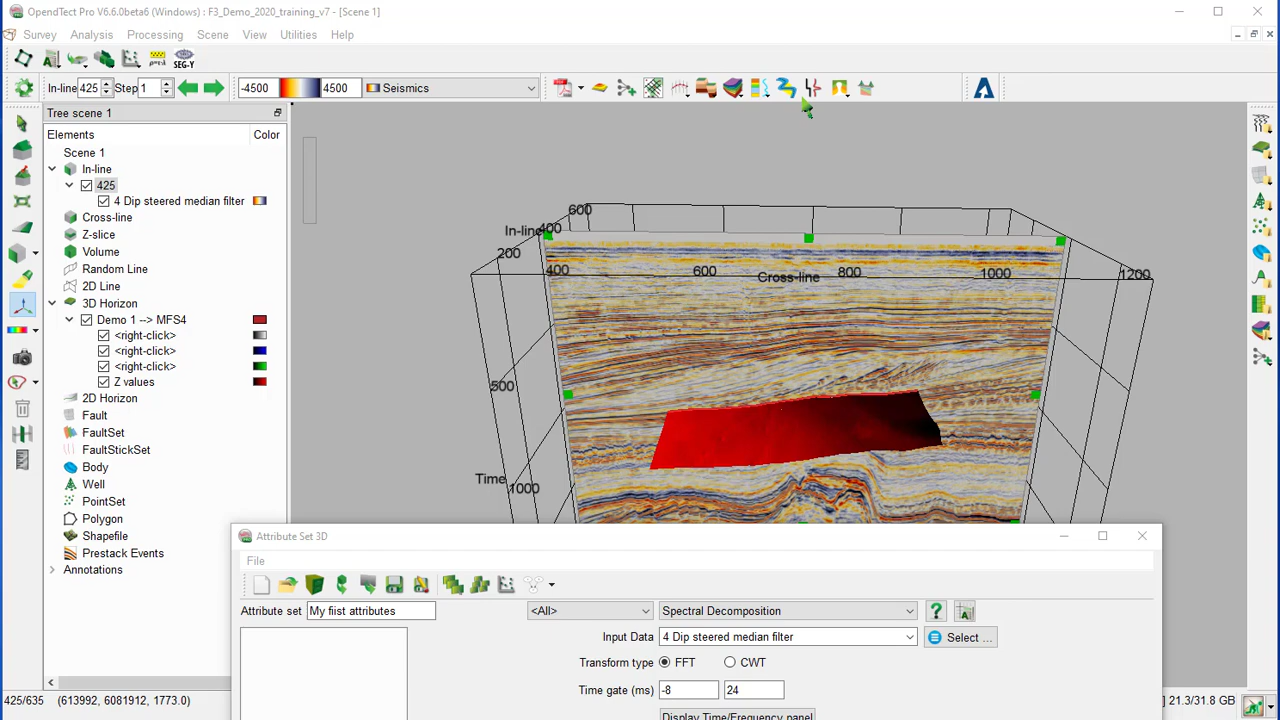 OpendTect Pro V6.6.0beta6 (Windows) : F3_Demo_2020_training_v7 - [Scene 1]
Survey Analysis Processing Scene View Utilities Help
SEG-Y
In-line 425 Step 1 -4500 4500 Seismics
Tree scene 1
Elements Color
Scene 1
In-line
425
4 Dip steered median filter
Cross-line
Z-slice
Volume
Random Line
2D Line
3D Horizon
Demo 1 --> MFS4
<right-click>
<right-click>
<right-click>
Z values
2D Horizon
Fault
FaultSet
FaultStickSet
Body
Well
PointSet
Polygon
Shapefile
Prestack Events
Annotations
600
In-line 400
200
400 600 800 1000 1200
Cross-line
500
Time
1000
Attribute Set 3D
File
Attribute set My first attributes <All> Spectral Decomposition
Input Data 4 Dip steered median filter Select ...
Transform type FFT CWT
Time gate (ms) -8 24
Display Time/Frequency panel
425/635 (613992, 6081912, 1773.0) ] 21.3/31.8 GB